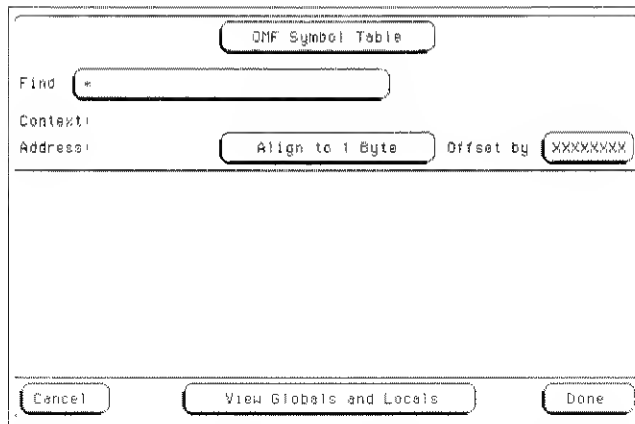 OMF Symbol Table
Find *
Context:
Address: Align to 1 Byte Offset by XXXXXXXX
Cancel View Globals and Locals Done